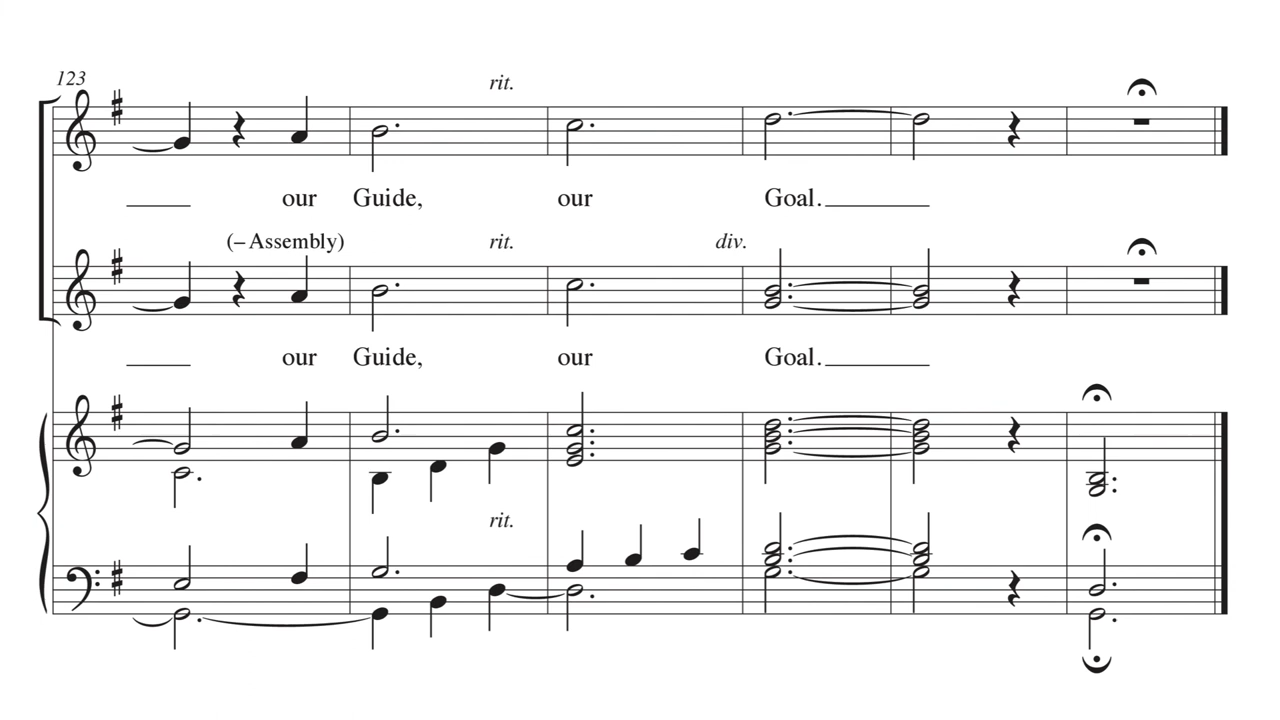 123
rit.
our Guide, our Goal.
(– Assembly) rit. div.
our Guide, our Goal.
rit.